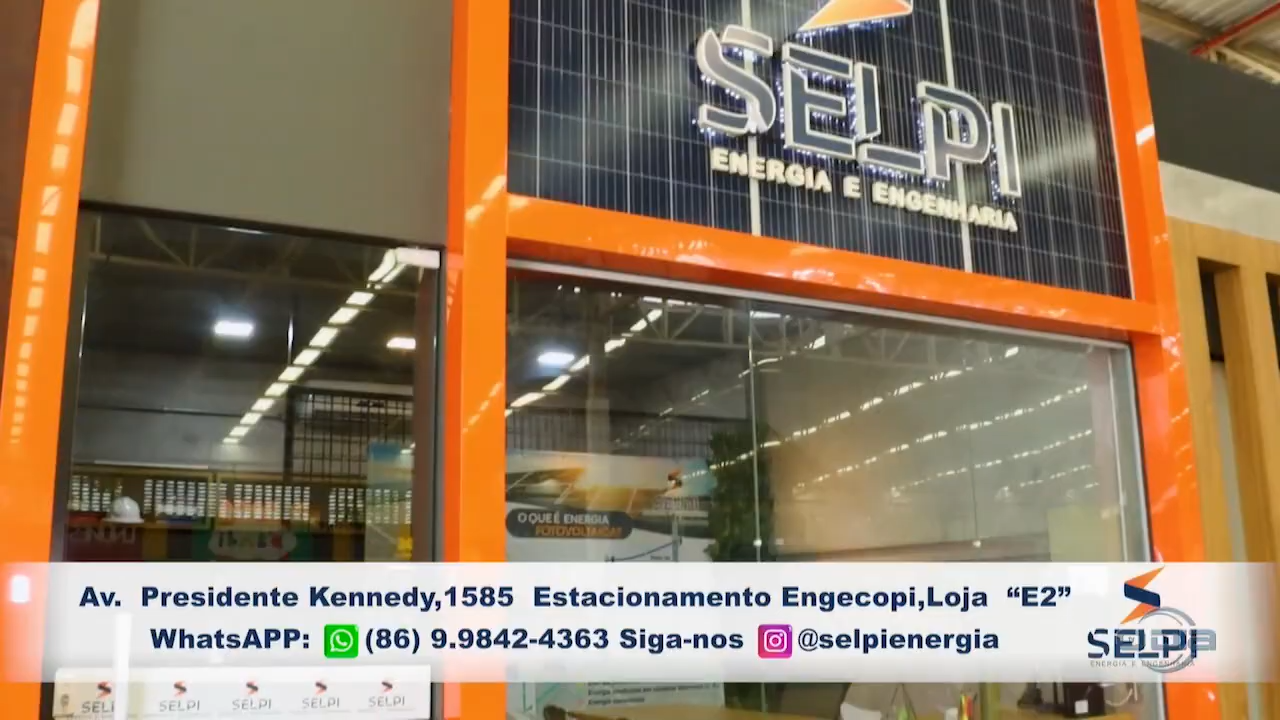 SELPI
ENERGIA E ENGENHARIA
O QUE É ENERGIA
FOTOVOLTAICA?
Av. Presidente Kennedy,1585 Estacionamento Engecopi,Loja “E2”
WhatsAPP: (86) 9.9842-4363 Siga-nos @selpienergia
SELPI
ENERGIA E ENGENHARIA
SELPI SELPI SELPI SELPI SELPI